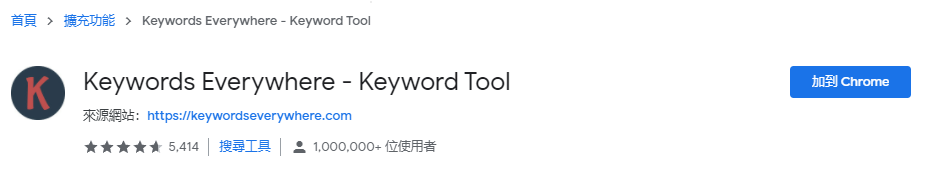 首頁 > 擴充功能 > Keywords Everywhere - Keyword Tool
K Keywords Everywhere - Keyword Tool 加到 Chrome
來源網站： https://keywordseverywhere.com
5,414 | 搜尋工具 | 1,000,000+ 位使用者